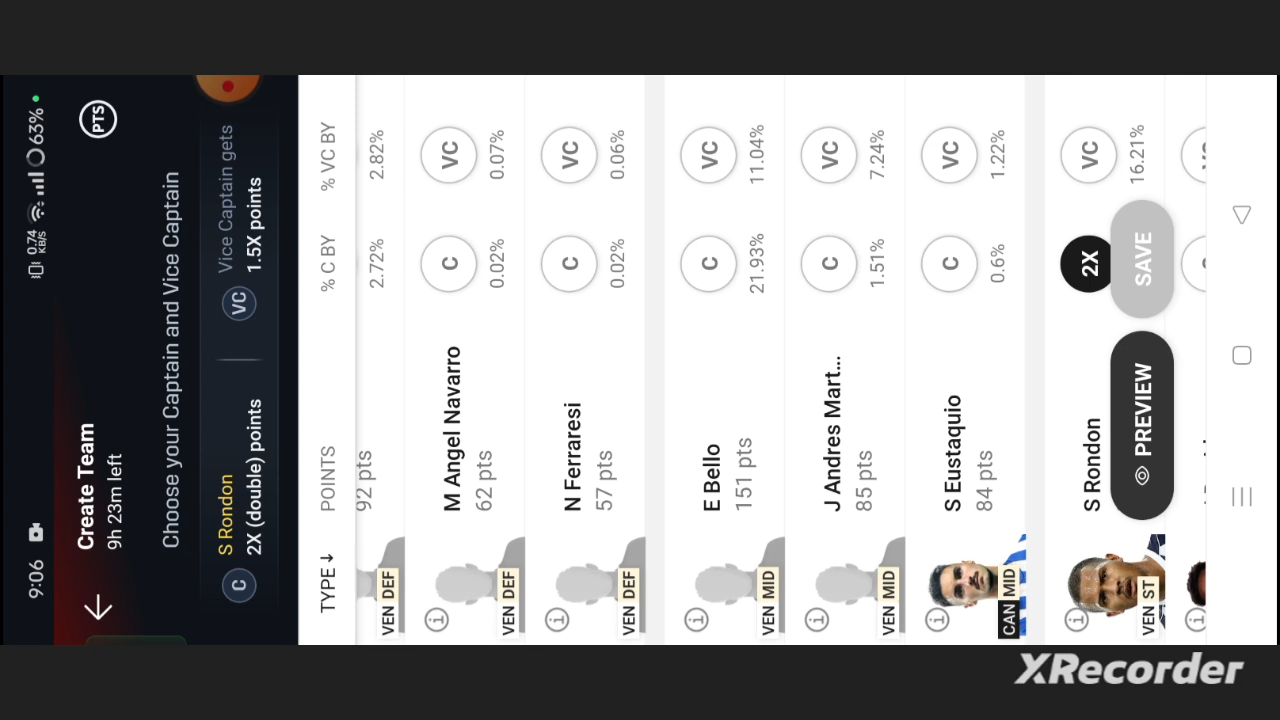 9:06
0.74 KB/S
63%
Create Team
9h 23m left
PTS
Choose your Captain and Vice Captain
C
S Rondon
2X (double) points
VC
Vice Captain gets
1.5X points
TYPE ↓ POINTS % C BY % VC BY
VEN DEF
92 pts 2.72% 2.82%
M Angel Navarro
VEN DEF
62 pts
C VC
0.02% 0.07%
N Ferraresi
VEN DEF
57 pts
C VC
0.02% 0.06%
E Bello
VEN MID
151 pts
C VC
21.93% 11.04%
J Andres Mart...
VEN MID
85 pts
C VC
1.51% 7.24%
S Eustaquio
CAN MID
84 pts
C VC
0.6% 1.22%
S Rondon
VEN ST
2X VC
16.21%
PREVIEW
SAVE
XRecorder